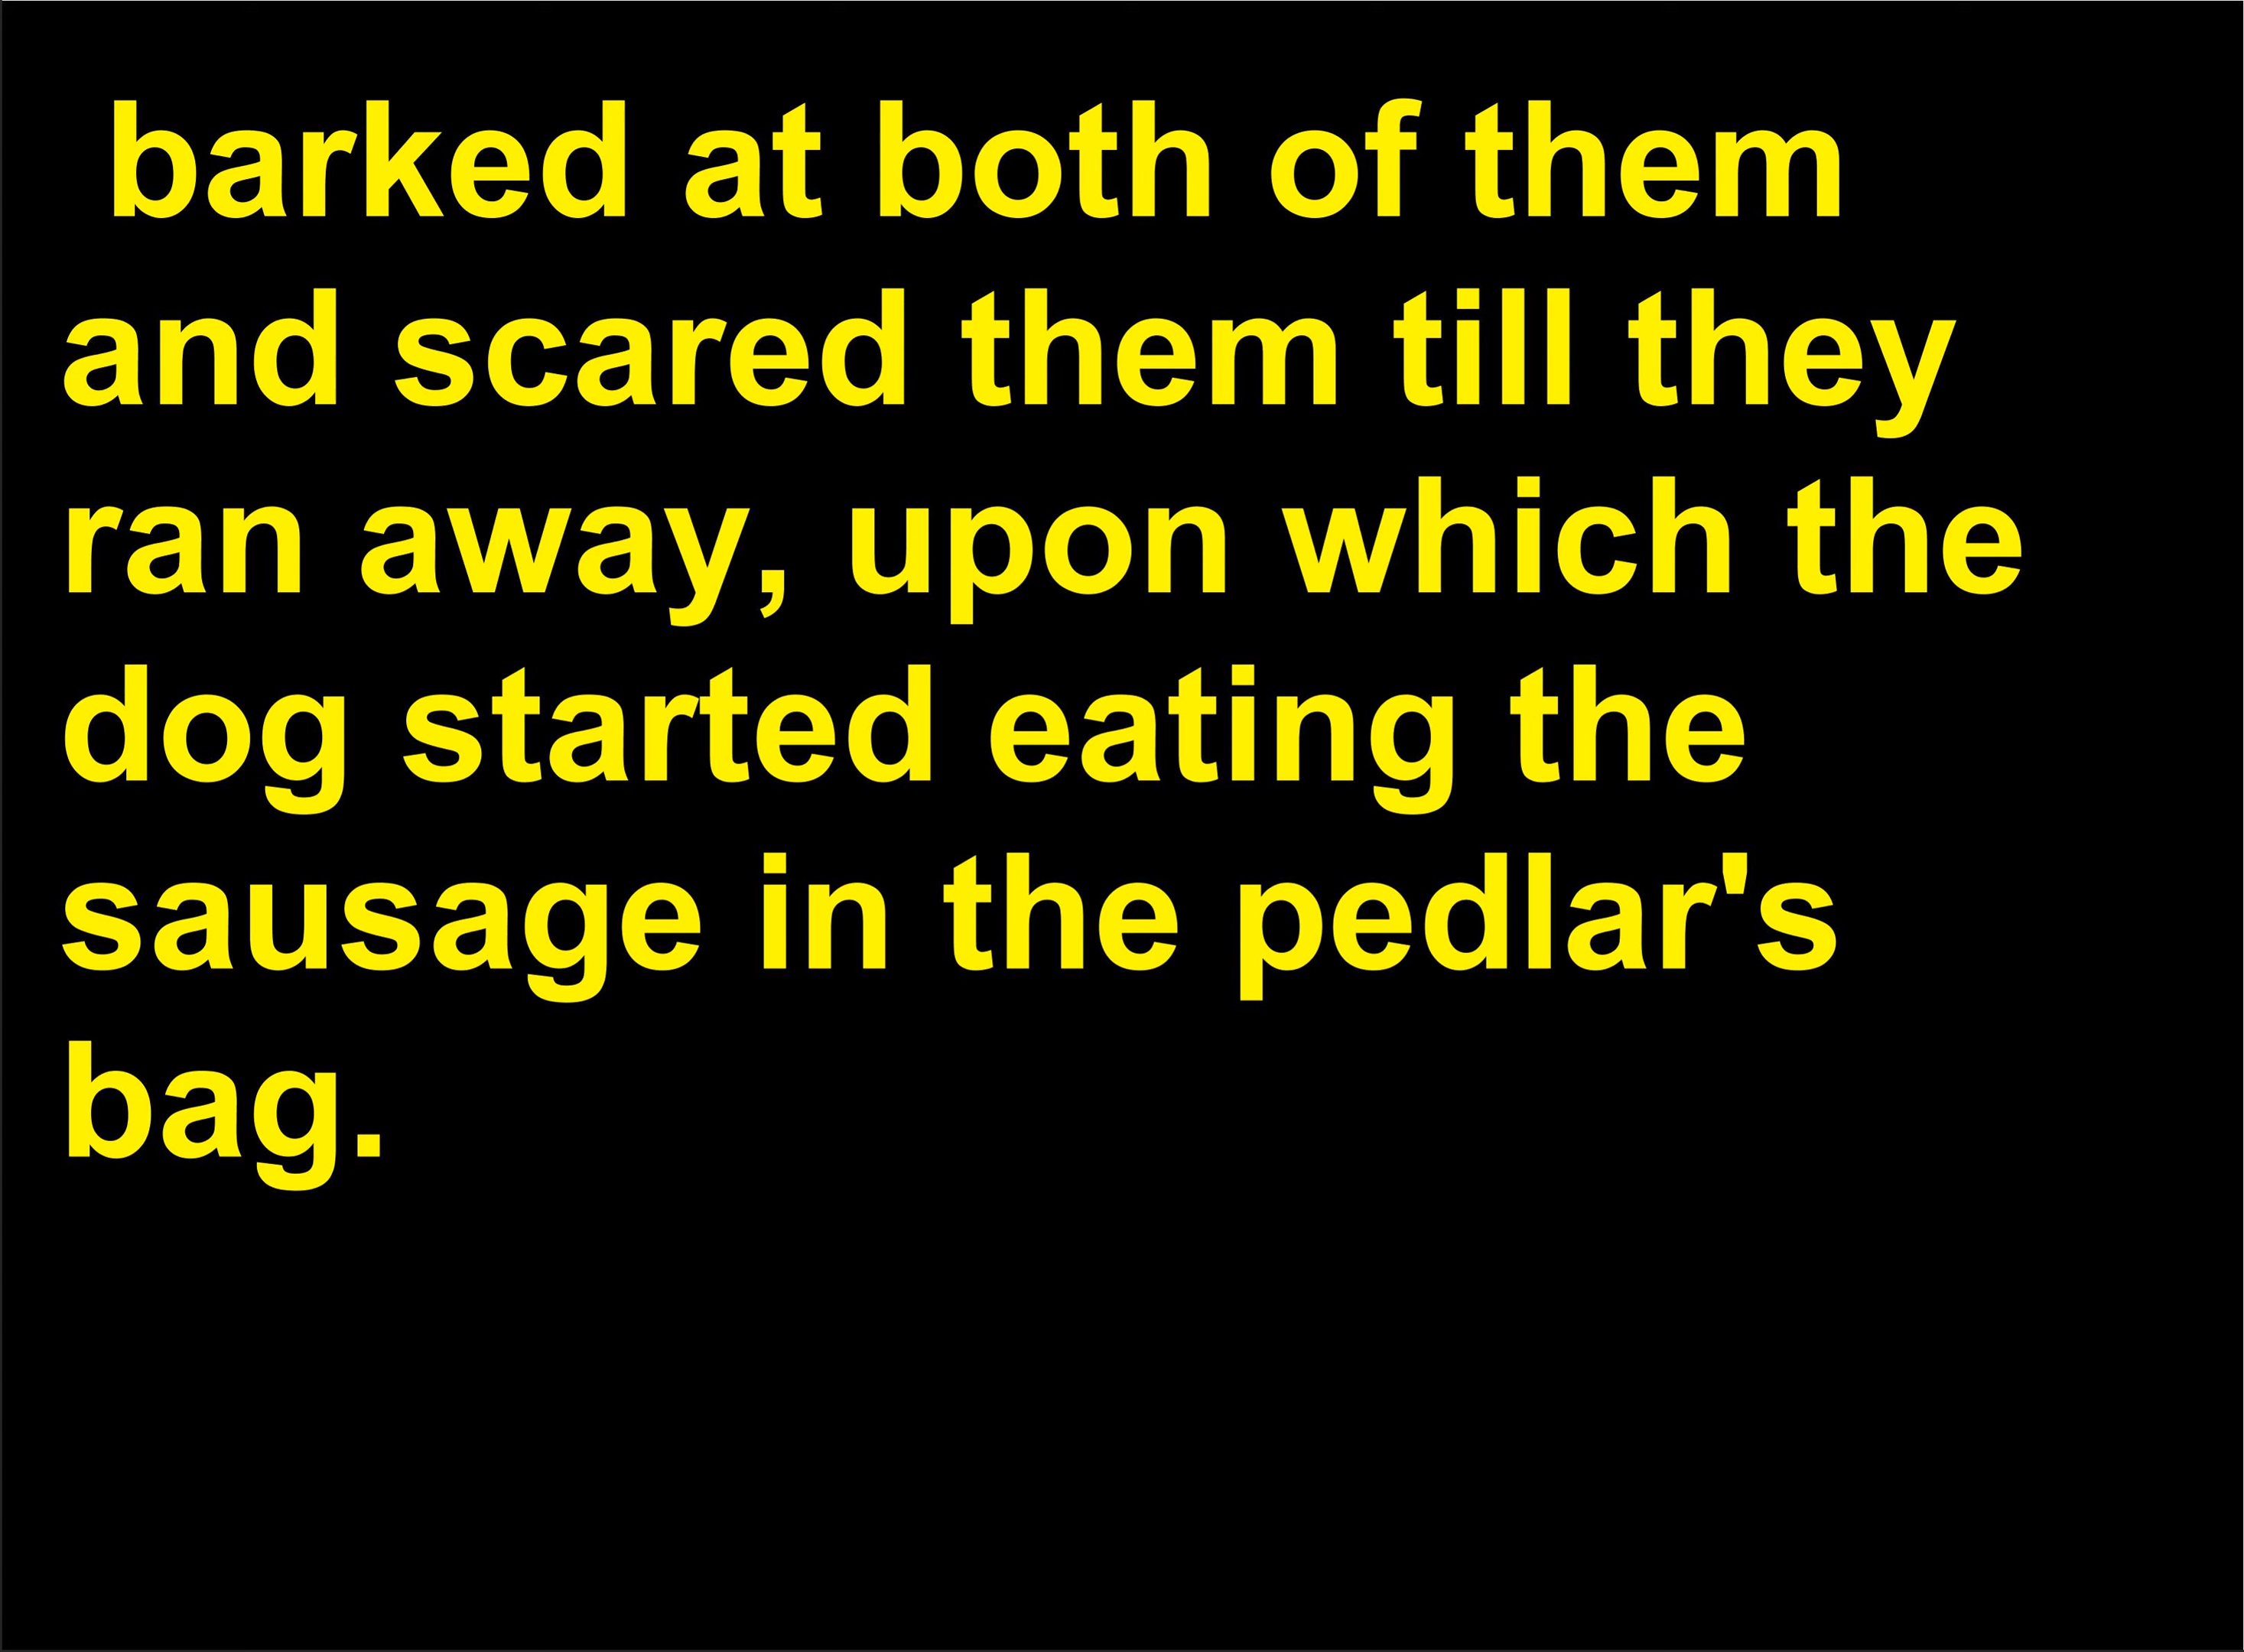 barked at both of them
and scared them till they
ran away, upon which the
dog started eating the
sausage in the pedlar's
bag.